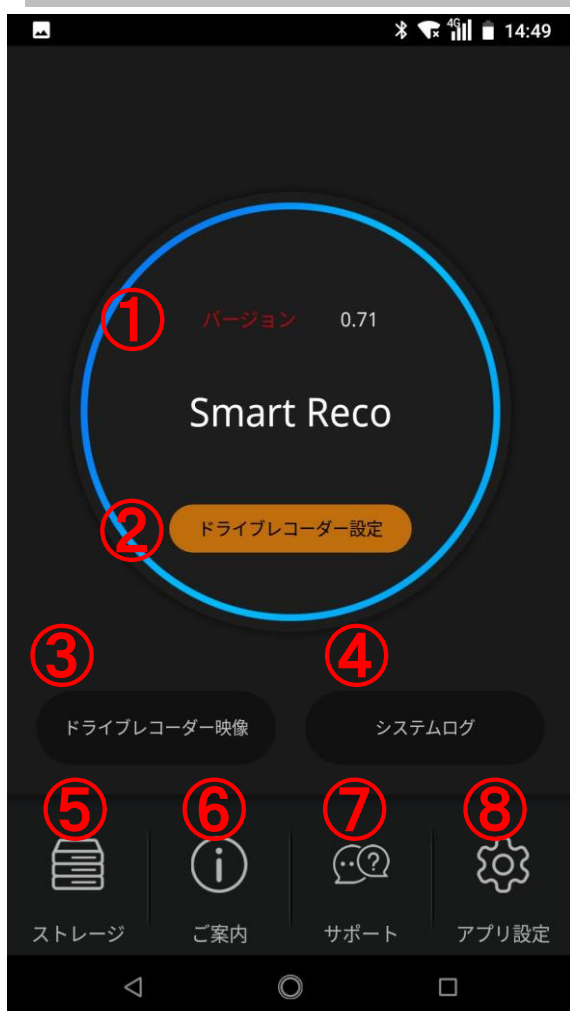 4G 14:49
① バージョン 0.71
Smart Reco
② ドライブレコーダー設定
③ ④
ドライブレコーダー映像 システムログ
⑤ ⑥ ⑦ ⑧
ストレージ ご案内 サポート アプリ設定